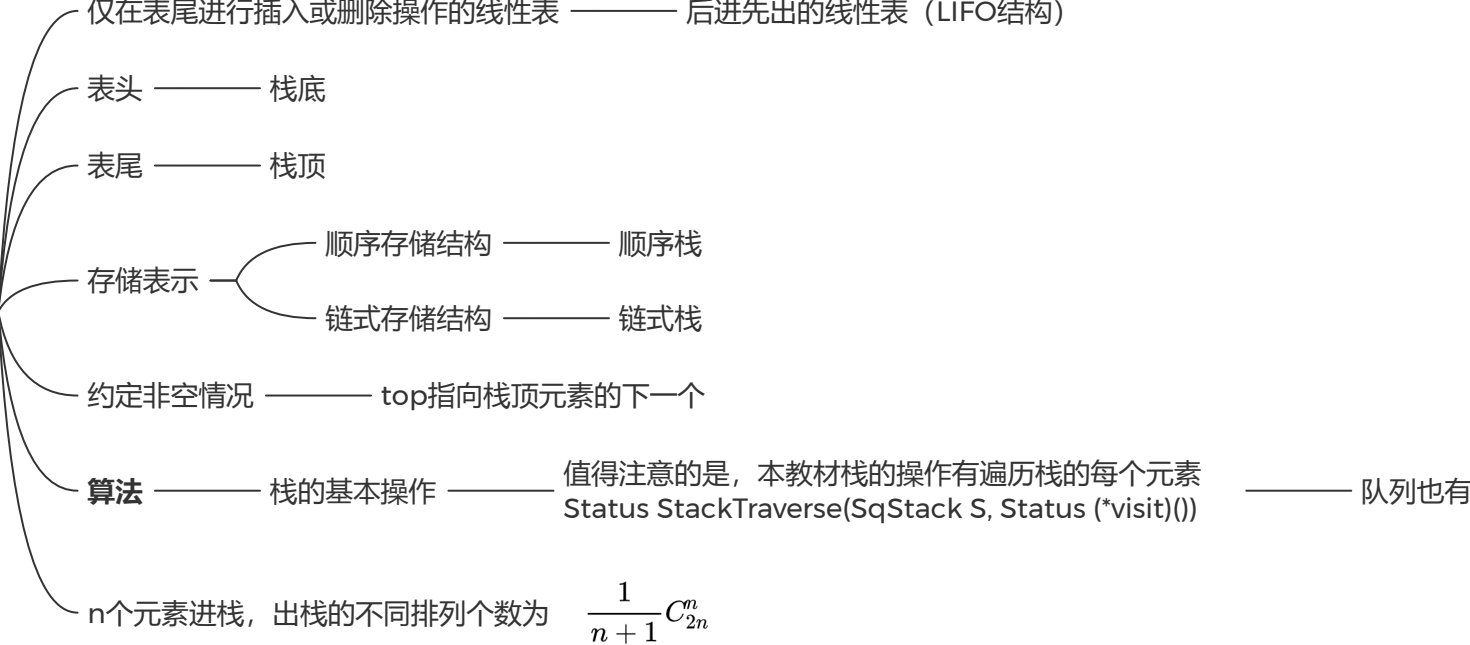 仅在表尾进行插入或删除操作的线性表 后进先出的线性表（LIFO结构）
表头 栈底
表尾 栈顶
顺序存储结构 顺序栈
存储表示
链式存储结构 链式栈
约定非空情况 top指向栈顶元素的下一个
值得注意的是，本教材栈的操作有遍历栈的每个元素
算法 栈的基本操作 队列也有
Status StackTraverse(SqStack S, Status (*visit)())
n个元素进栈，出栈的不同排列个数为 $\frac{1}{n+1}C_{2n}^{n}$